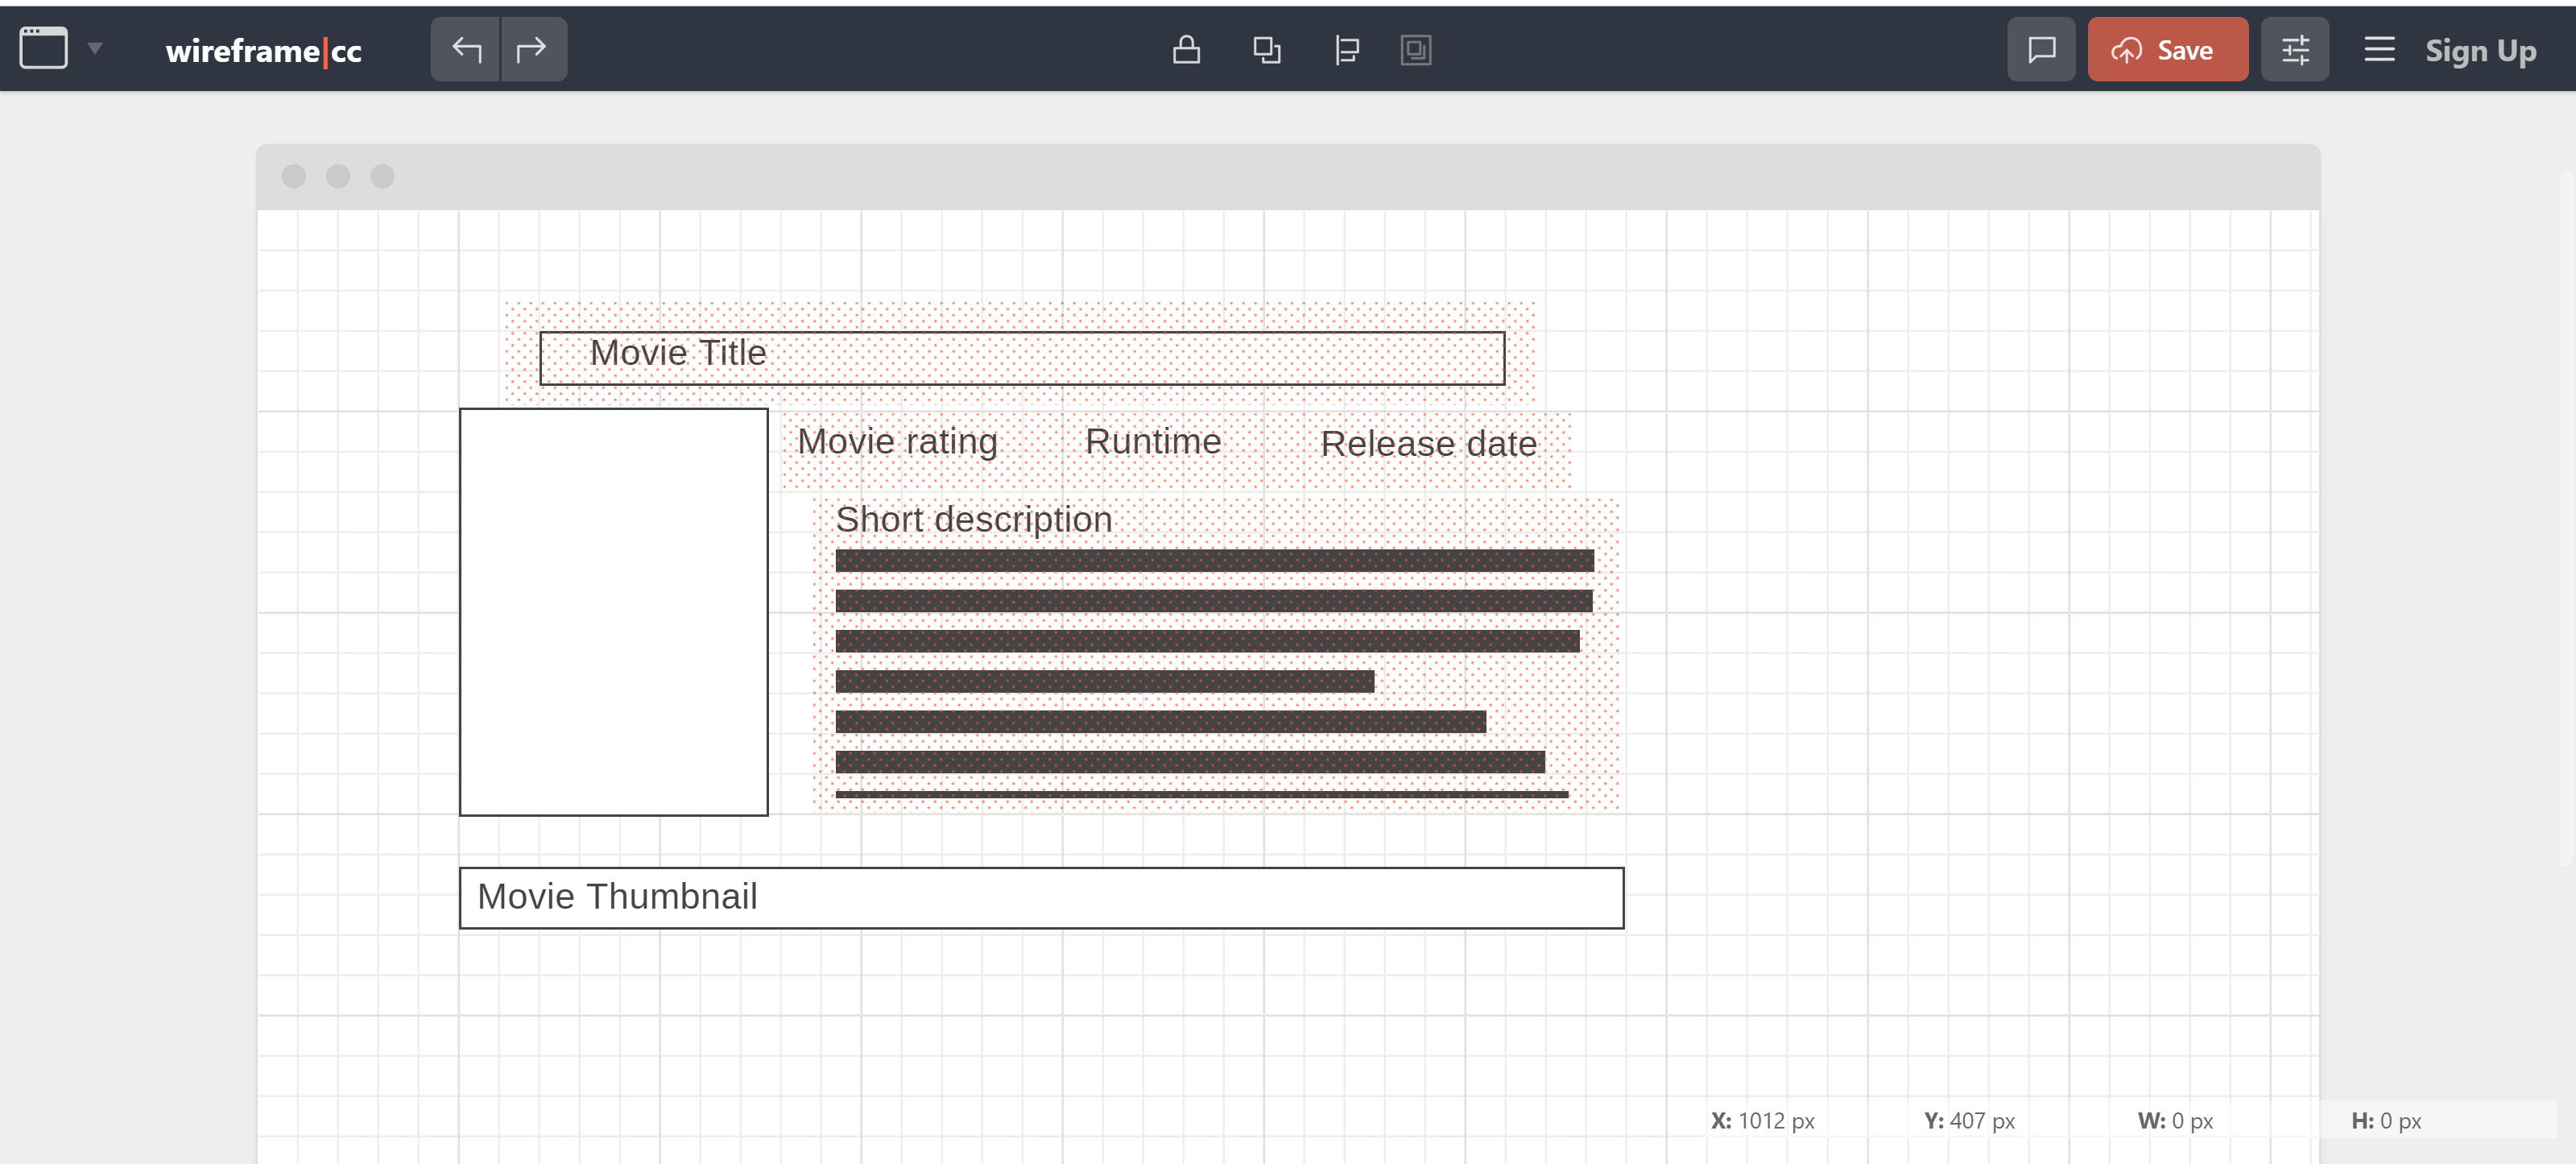 wireframe|cc
Save
Sign Up
Movie Title
Movie rating Runtime Release date
Short description
Movie Thumbnail
X: 1012 px Y: 407 px W: 0 px H: 0 px